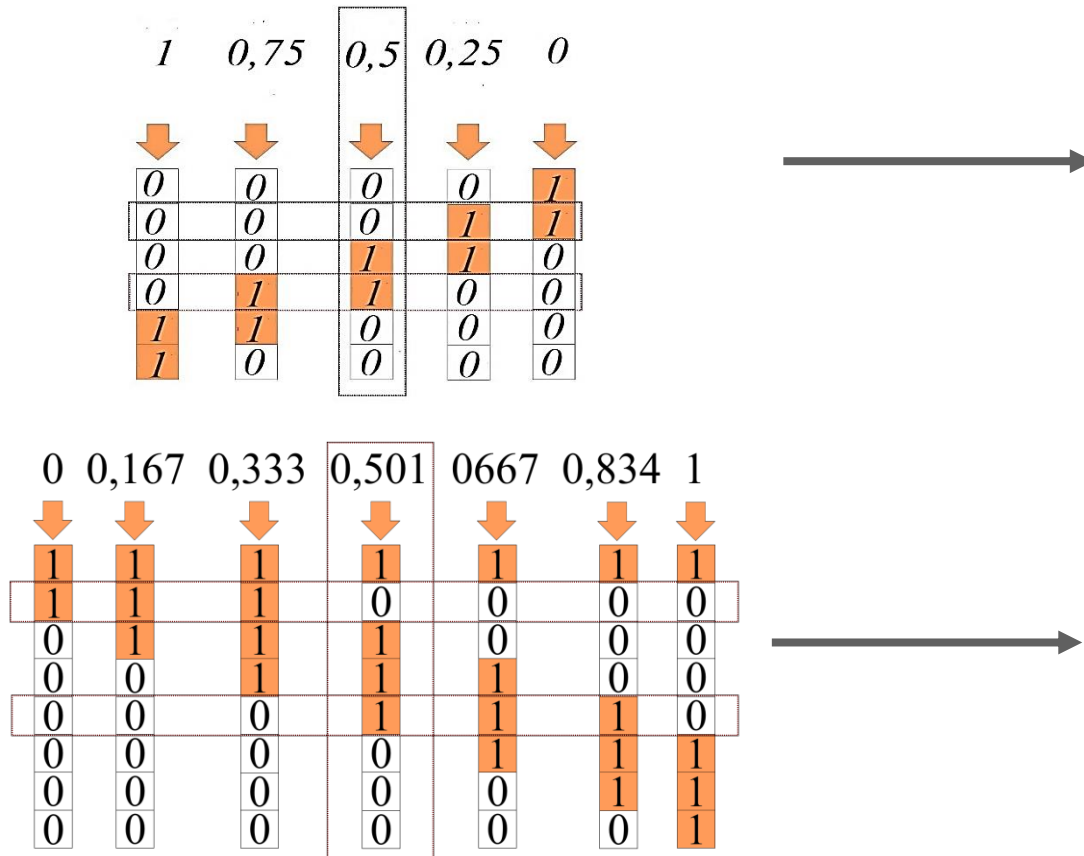 1 0,75 0,5 0,25 0
0 0 0 0 1
0 0 0 1 1
0 0 1 1 0
0 1 1 0 0
1 1 0 0 0
1 0 0 0 0
0 0,167 0,333 0,501 0667 0,834 1
1 1 1 1 1 1 1
1 1 1 0 0 0 0
0 1 1 1 0 0 0
0 0 1 1 1 0 0
0 0 0 1 1 1 0
0 0 0 0 1 1 1
0 0 0 0 0 1 1
0 0 0 0 0 0 1